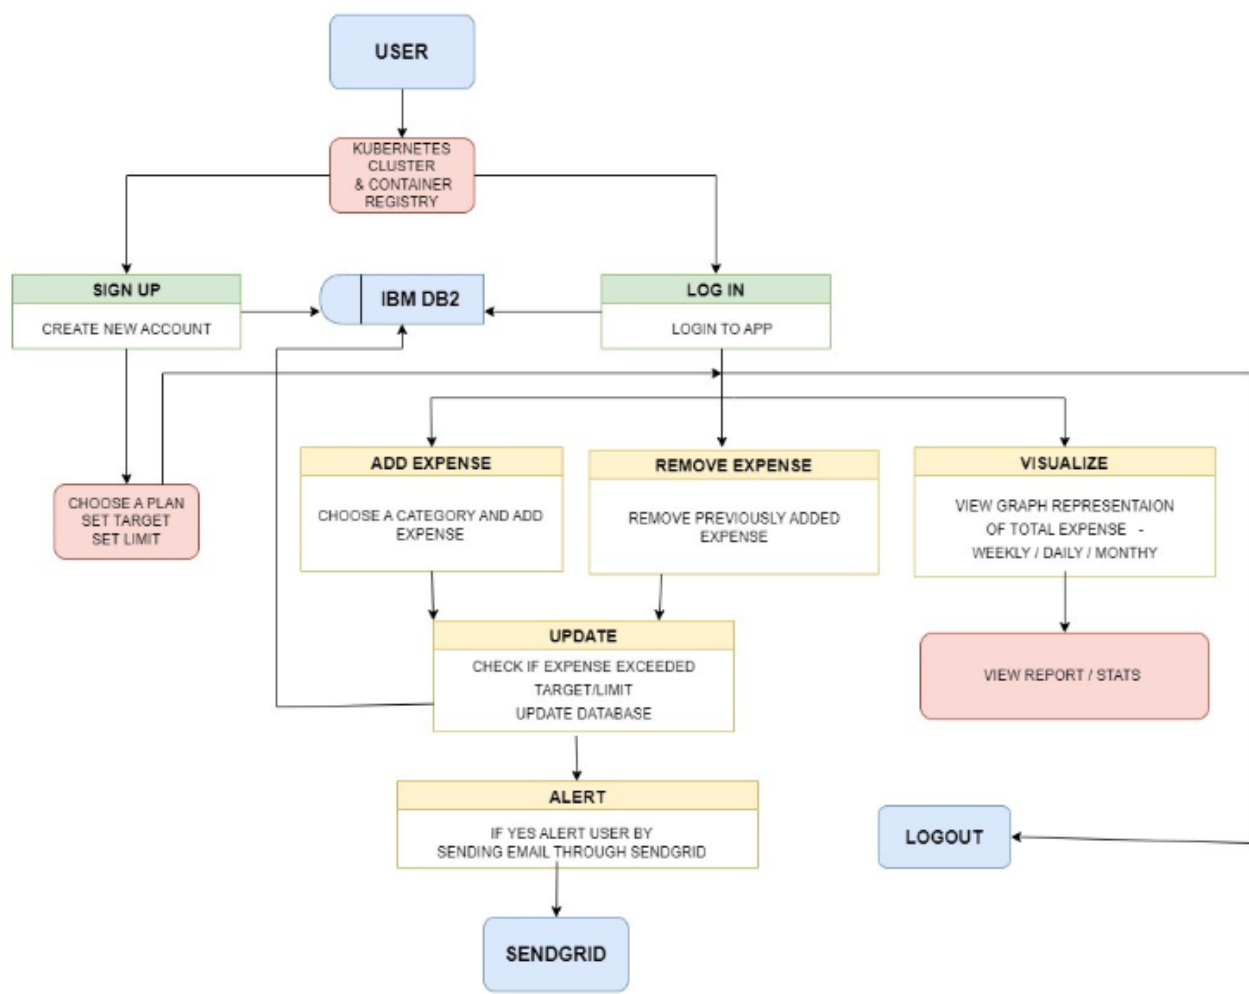 USER
KUBERNETES
CLUSTER
& CONTAINER
REGISTRY
SIGN UP
CREATE NEW ACCOUNT
IBM DB2
LOG IN
LOGIN TO APP
CHOOSE A PLAN
SET TARGET
SET LIMIT
ADD EXPENSE
CHOOSE A CATEGORY AND ADD
EXPENSE
REMOVE EXPENSE
REMOVE PREVIOUSLY ADDED
EXPENSE
VISUALIZE
VIEW GRAPH REPRESENTAION
OF TOTAL EXPENSE -
WEEKLY / DAILY / MONTHY
UPDATE
CHECK IF EXPENSE EXCEEDED
TARGET/LIMIT
UPDATE DATABASE
VIEW REPORT / STATS
ALERT
IF YES ALERT USER BY
SENDING EMAIL THROUGH SENDGRID
LOGOUT
SENDGRID